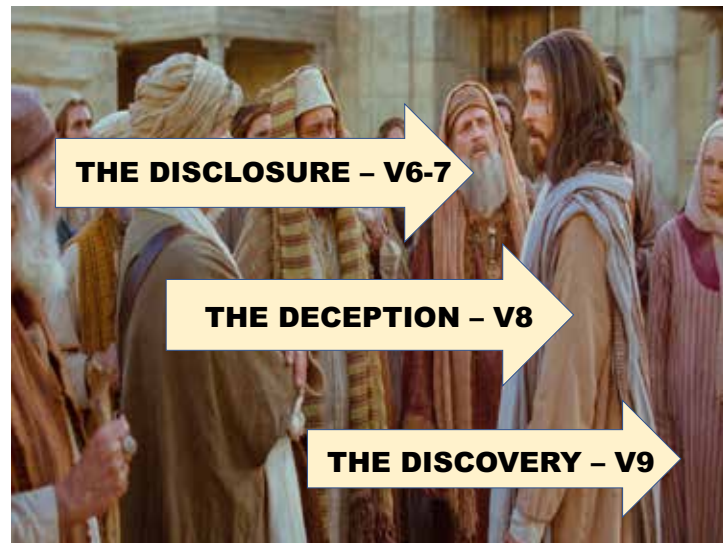 THE DISCLOSURE – V6-7
THE DECEPTION – V8
THE DISCOVERY – V9